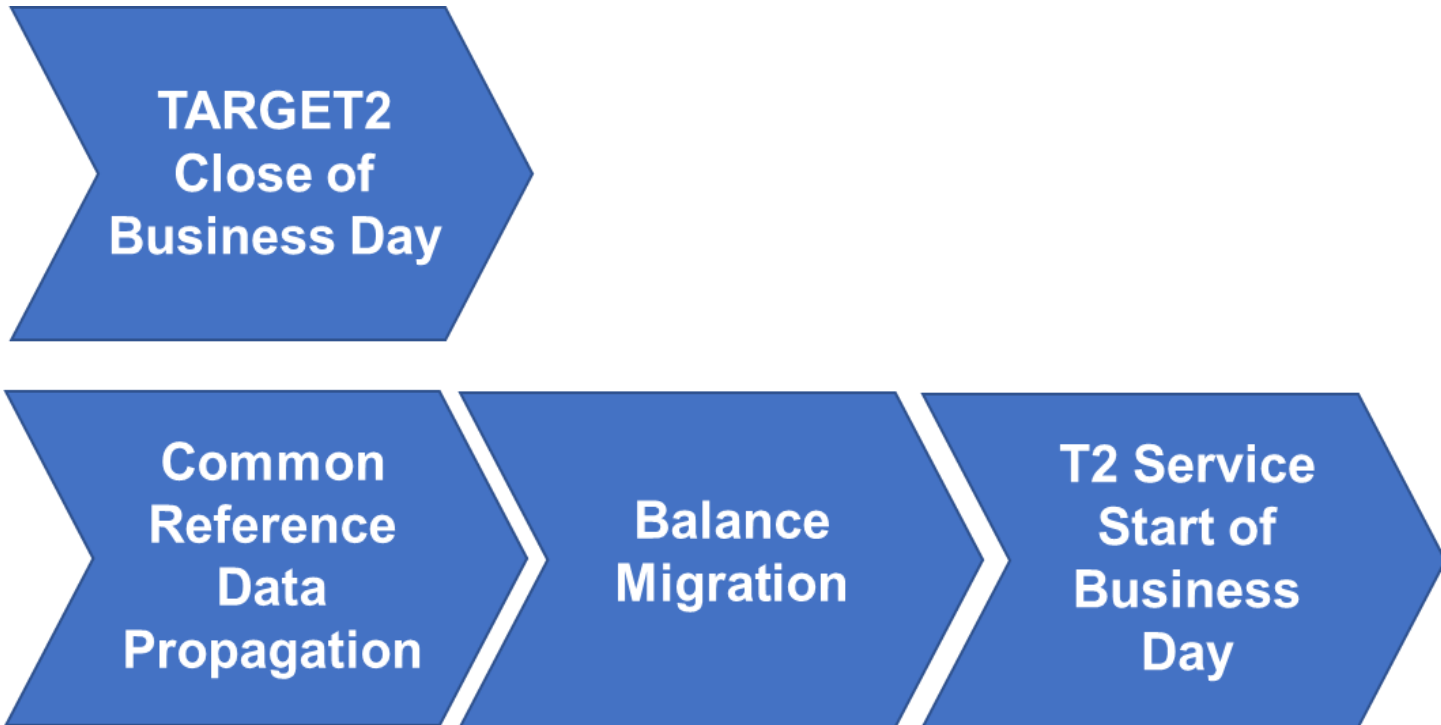 TARGET2
Close of
Business Day
Common
Reference
Data
Propagation
Balance
Migration
T2 Service
Start of
Business
Day